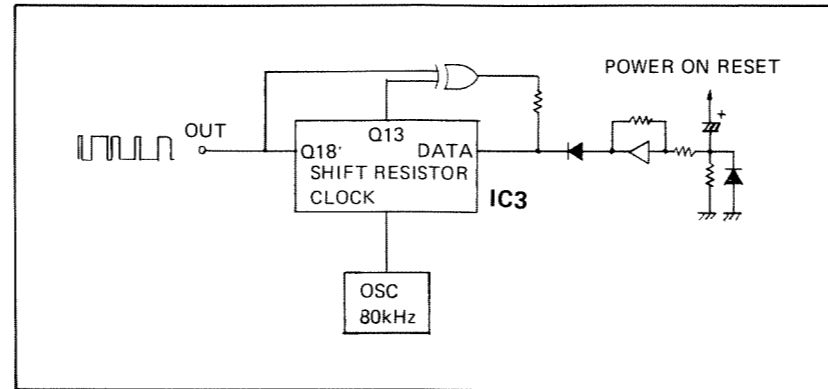 POWER ON RESET
+
OUT
Q13
Q18'
DATA
SHIFT RESISTOR
CLOCK
IC3
OSC
80kHz